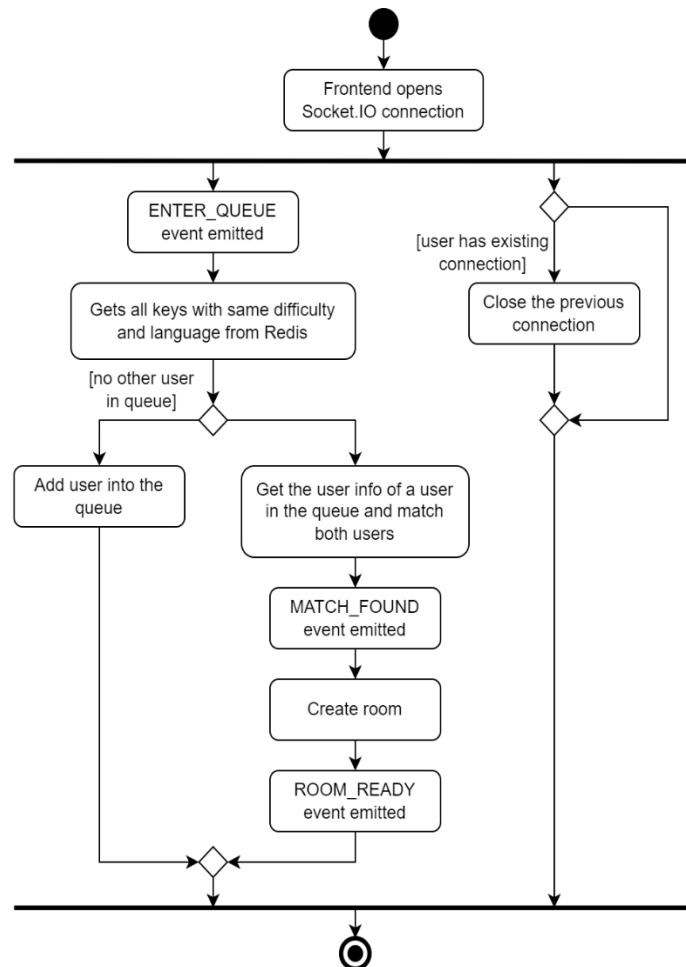 Frontend opens
Socket.IO connection
ENTER_QUEUE
event emitted
[user has existing
connection]
Gets all keys with same difficulty
and language from Redis
Close the previous
connection
[no other user
in queue]
Add user into the
queue
Get the user info of a user
in the queue and match
both users
MATCH_FOUND
event emitted
Create room
ROOM_READY
event emitted